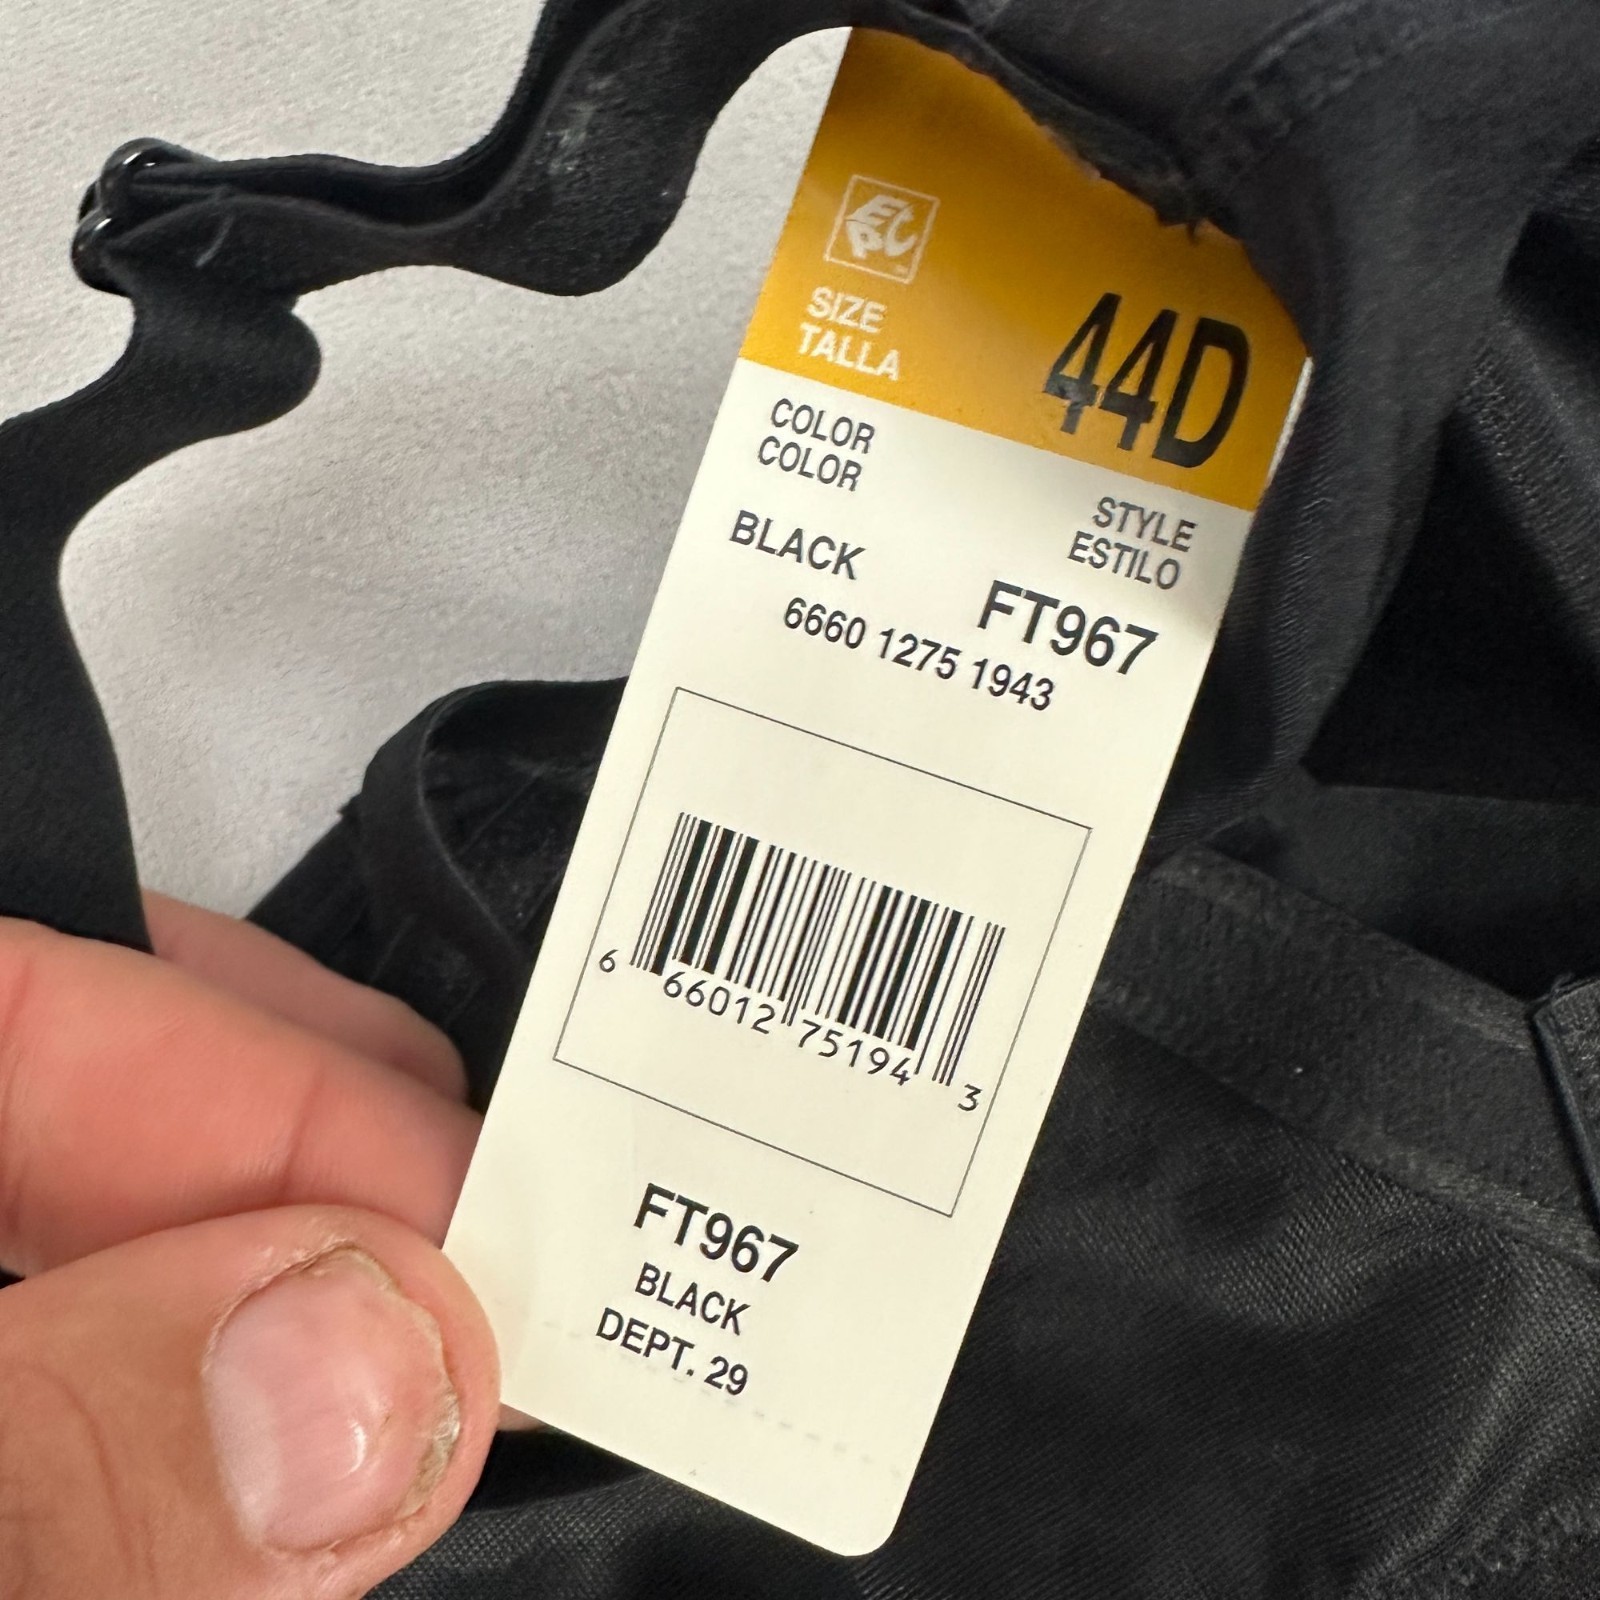 SIZE
TALLA
44D
COLOR
COLOR
STYLE
ESTILO
BLACK
FT967
6660 1275 1943
6 66012 75194 3
FT967
BLACK
DEPT. 29